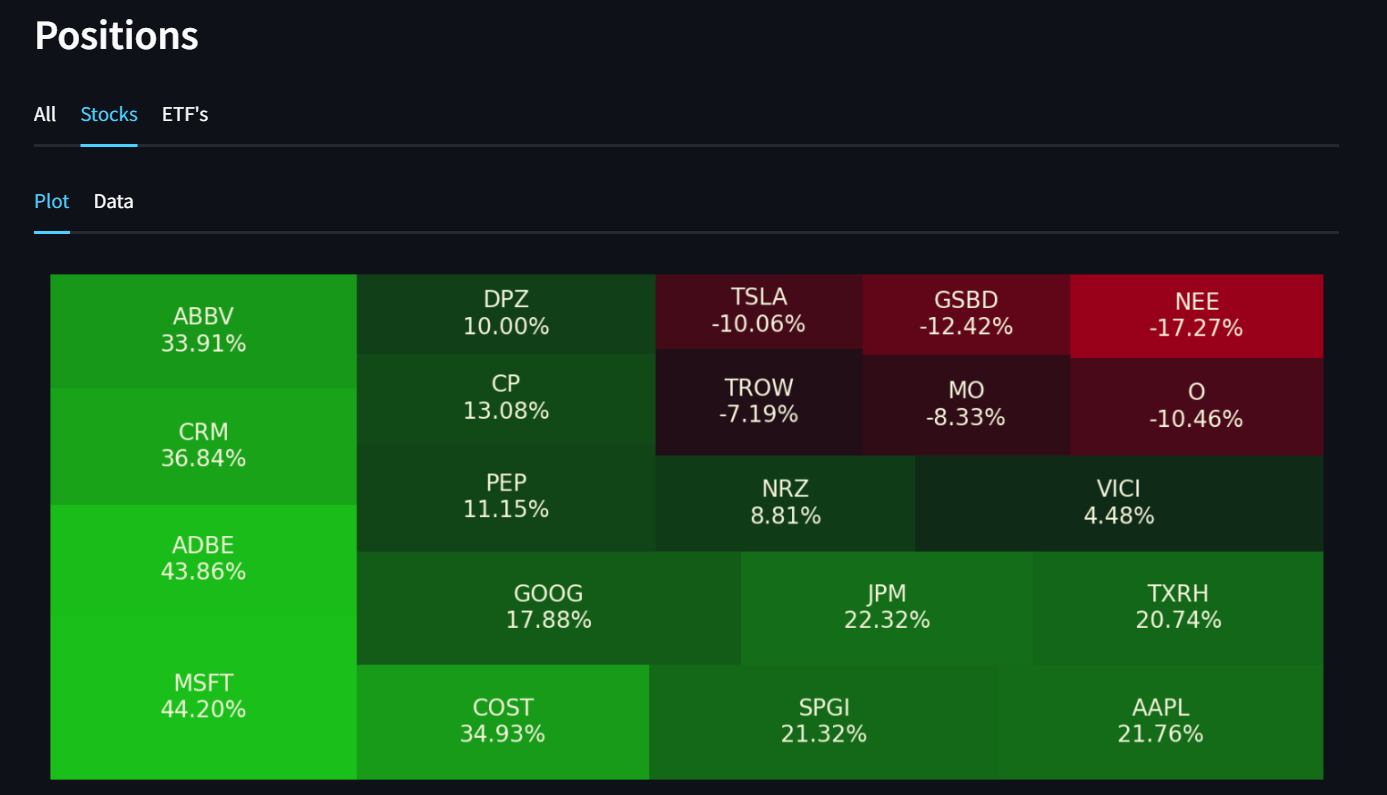 Positions
All Stocks ETF's
Plot Data
ABBV
33.91%
CRM
36.84%
ADBE
43.86%
MSFT
44.20%
DPZ
10.00%
CP
13.08%
PEP
11.15%
TSLA
-10.06%
GSBD
-12.42%
NEE
-17.27%
TROW
-7.19%
MO
-8.33%
O
-10.46%
NRZ
8.81%
VICI
4.48%
GOOG
17.88%
JPM
22.32%
TXRH
20.74%
COST
34.93%
SPGI
21.32%
AAPL
21.76%